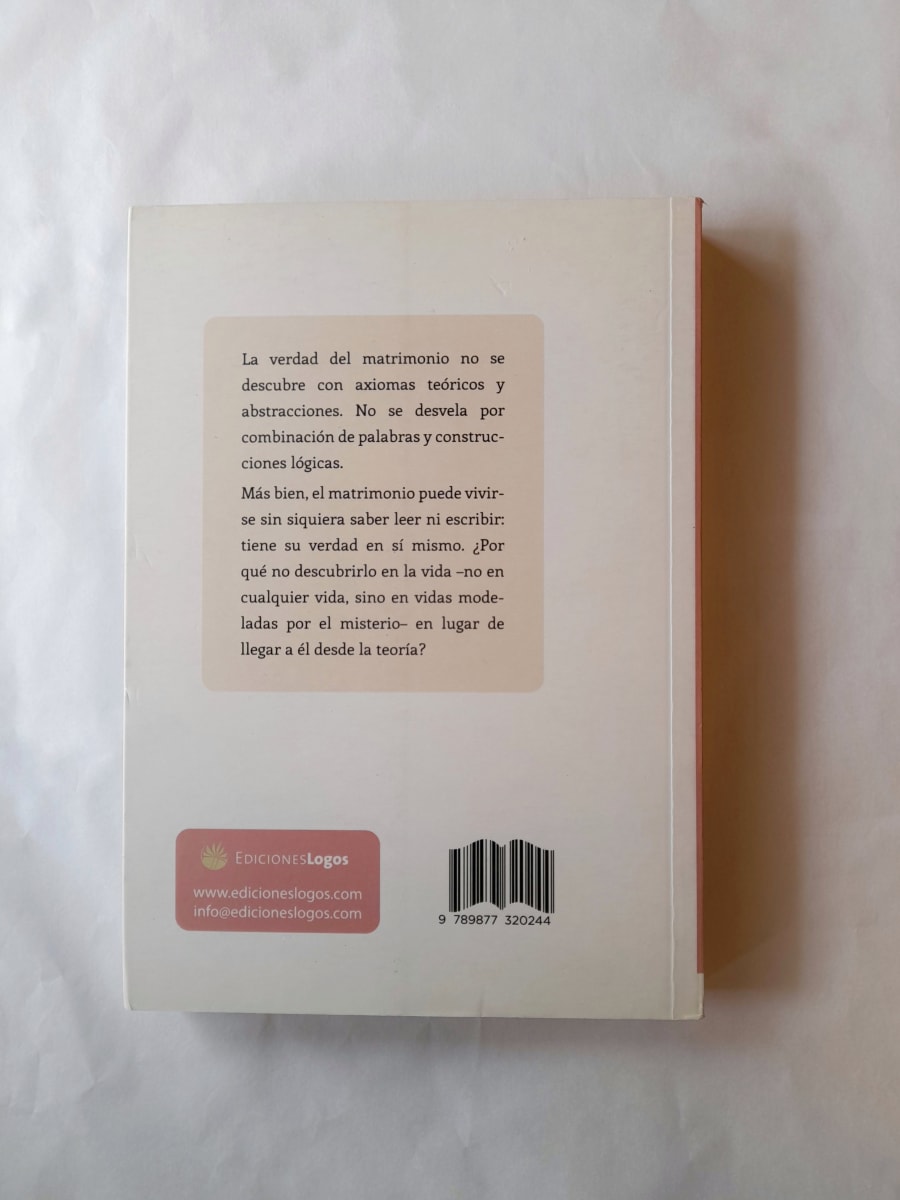 La verdad del matrimonio no se
descubre con axiomas teóricos y
abstracciones. No se desvela por
combinación de palabras y construc-
ciones lógicas.
Más bien, el matrimonio puede vivir-
se sin siquiera saber leer ni escribir:
tiene su verdad en sí mismo. ¿Por
qué no descubrirlo en la vida –no en
cualquier vida, sino en vidas mode-
ladas por el misterio– en lugar de
llegar a él desde la teoría?
EDICIONESLogos
www.edicioneslogos.com
info@edicioneslogos.com
9 789877 320244